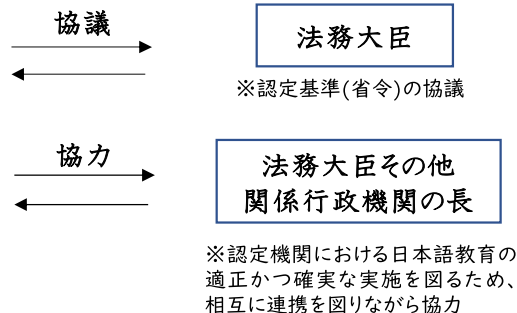 協議
法務大臣
※認定基準(省令)の協議
協力
法務大臣その他
関係行政機関の長
※認定機関における日本語教育の
適正かつ確実な実施を図るため、
相互に連携を図りながら協力